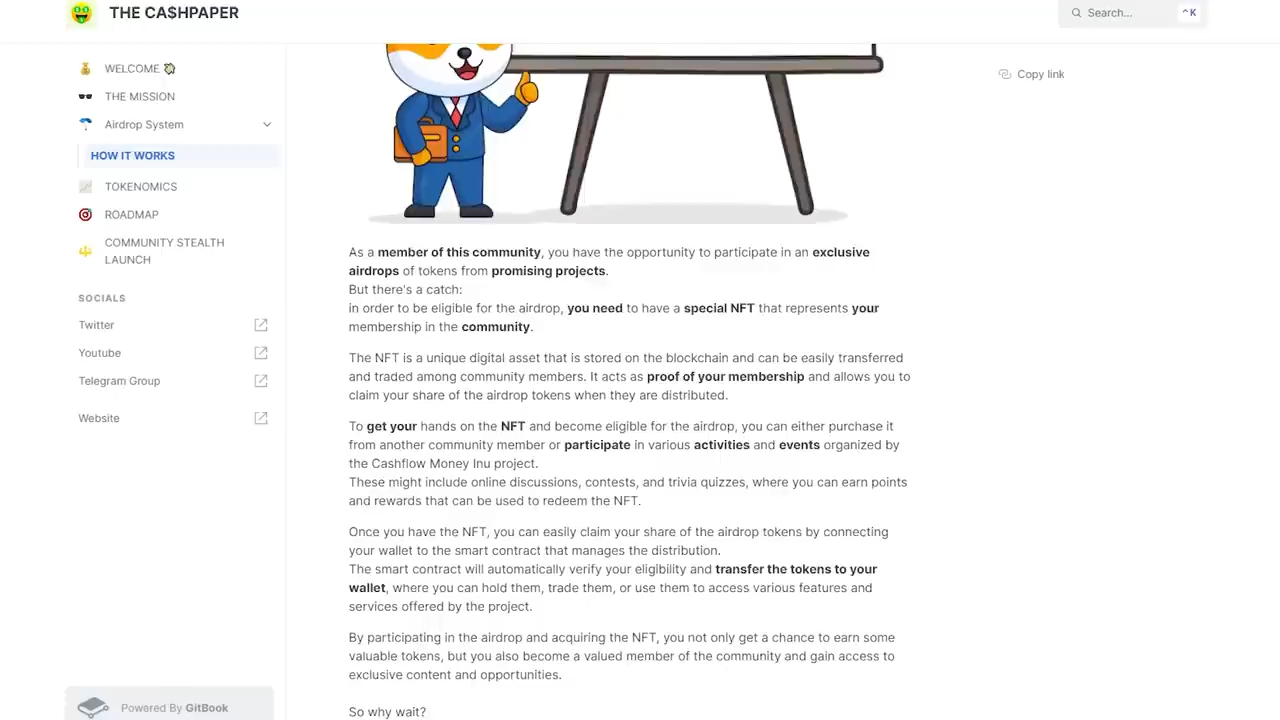 THE CA$HPAPER
Search...
^K
WELCOME
THE MISSION
Airdrop System
HOW IT WORKS
TOKENOMICS
ROADMAP
COMMUNITY STEALTH
LAUNCH
SOCIALS
Twitter
Youtube
Telegram Group
Website
Powered By GitBook
Copy link
As a member of this community, you have the opportunity to participate in an exclusive
airdrops of tokens from promising projects.
But there's a catch:
in order to be eligible for the airdrop, you need to have a special NFT that represents your
membership in the community.
The NFT is a unique digital asset that is stored on the blockchain and can be easily transferred
and traded among community members. It acts as proof of your membership and allows you to
claim your share of the airdrop tokens when they are distributed.
To get your hands on the NFT and become eligible for the airdrop, you can either purchase it
from another community member or participate in various activities and events organized by
the Cashflow Money Inu project.
These might include online discussions, contests, and trivia quizzes, where you can earn points
and rewards that can be used to redeem the NFT.
Once you have the NFT, you can easily claim your share of the airdrop tokens by connecting
your wallet to the smart contract that manages the distribution.
The smart contract will automatically verify your eligibility and transfer the tokens to your
wallet, where you can hold them, trade them, or use them to access various features and
services offered by the project.
By participating in the airdrop and acquiring the NFT, you not only get a chance to earn some
valuable tokens, but you also become a valued member of the community and gain access to
exclusive content and opportunities.
So why wait?